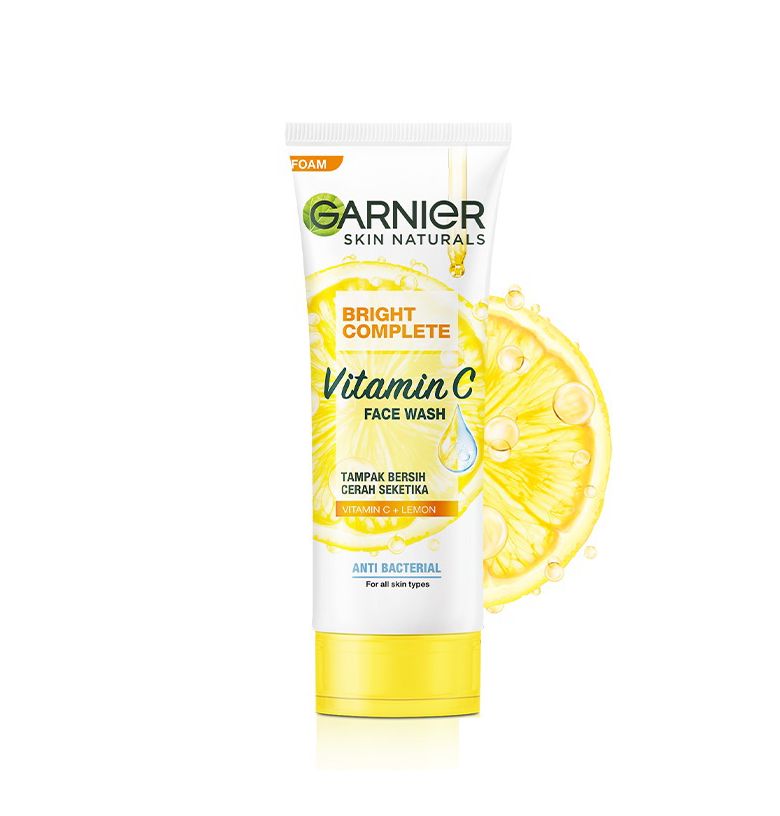 FOAM
GARNIER
SKIN NATURALS
BRIGHT
COMPLETE
Vitamin C
FACE WASH
TAMPAK BERSIH
CERAH SEKETIKA
VITAMIN C + LEMON
ANTI BACTERIAL
For all skin types